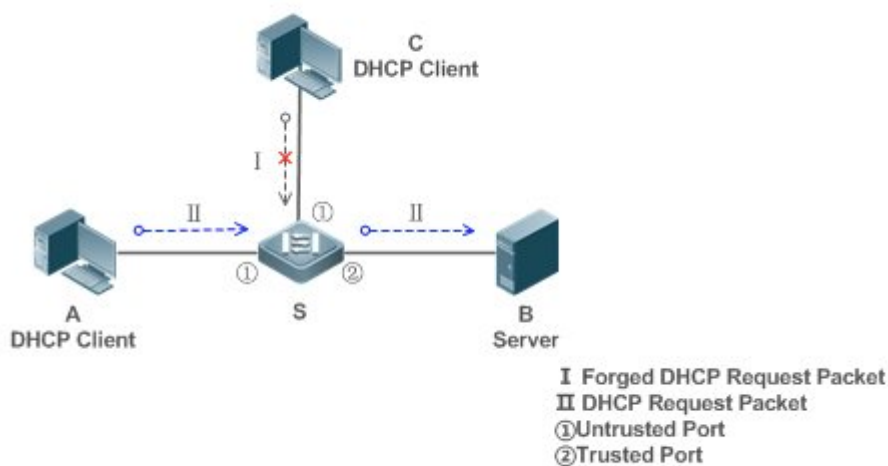 C
DHCP Client
I
①
II
II
①
②
A
DHCP Client
S
B
Server
I Forged DHCP Request Packet
II DHCP Request Packet
①Untrusted Port
②Trusted Port